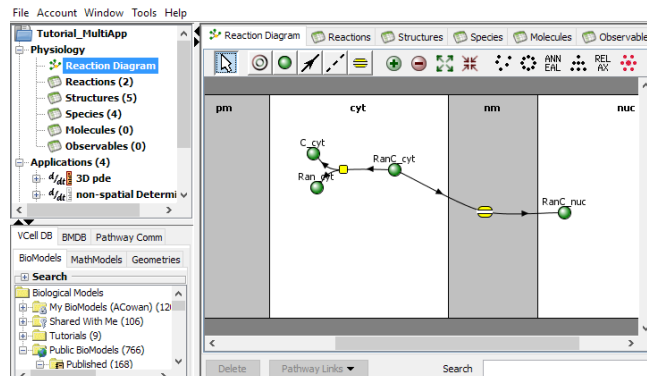 File Account Window Tools Help
Tutorial_MultiApp
Physiology
Reaction Diagram
Reactions (2)
Structures (5)
Species (4)
Molecules (0)
Observables (0)
Applications (4)
d/dt 3D pde
d/dt non-spatial Determi
VCell DB BMDB Pathway Comm
BioModels MathModels Geometries
Search
Biological Models
My BioModels (ACowan) (12
Shared With Me (106)
Tutorials (9)
Public BioModels (766)
Published (168)
Reaction Diagram Reactions Structures Species Molecules Observable
ANN EAL REL AX
pm cyt nm nuc
C_cyt
RanC_cyt
Ran_cyt
RanC_nuc
Delete Pathway Links Search